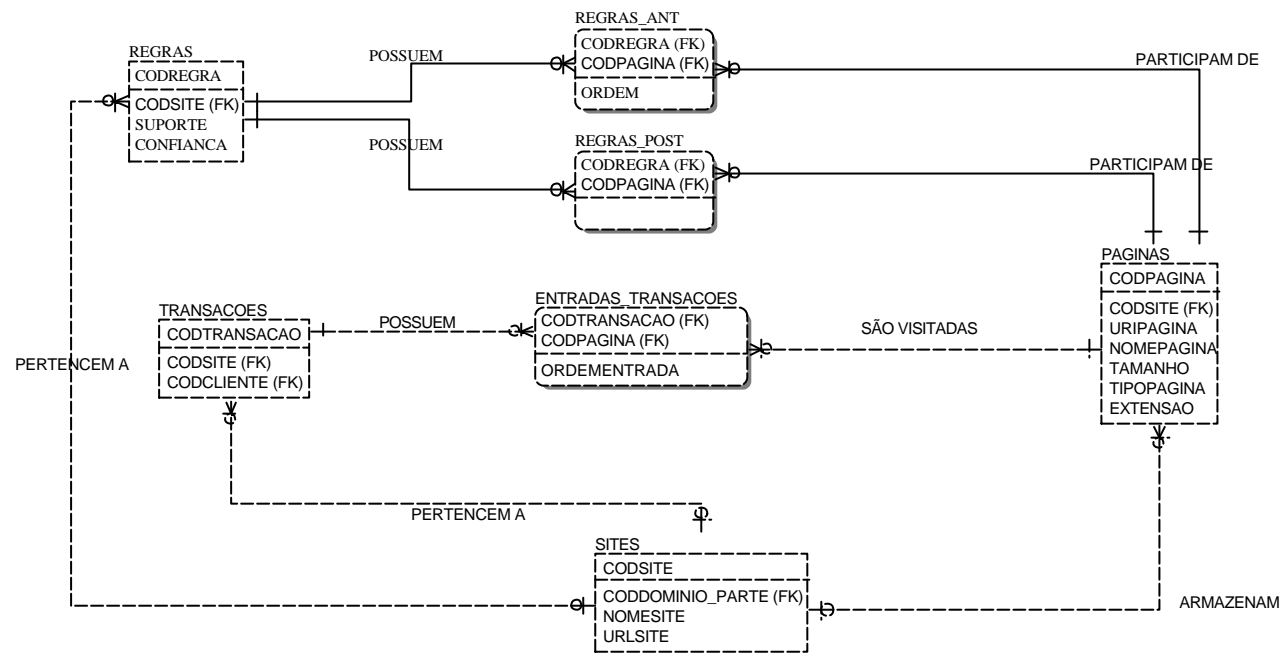 REGRAS_ANT
CODREGRA (FK)
CODPAGINA (FK)
ORDEM
REGRAS
CODREGRA
CODSITE (FK)
SUPORTE
CONFIANCA
POSSUEM
PARTICIPAM DE
POSSUEM
REGRAS_POST
CODREGRA (FK)
CODPAGINA (FK)
PARTICIPAM DE
PAGINAS
CODPAGINA
CODSITE (FK)
URIPAGINA
NOMEPAGINA
TAMANHO
TIPOPAGINA
EXTENSAO
TRANSACOES
CODTRANSACAO
CODSITE (FK)
CODCLIENTE (FK)
POSSUEM
ENTRADAS_TRANSACOES
CODTRANSACAO (FK)
CODPAGINA (FK)
ORDEMENTRADA
SÃO VISITADAS
PERTENCEM A
PERTENCEM A
SITES
CODSITE
CODDOMINIO_PARTE (FK)
NOMESITE
URLSITE
ARMAZENAM